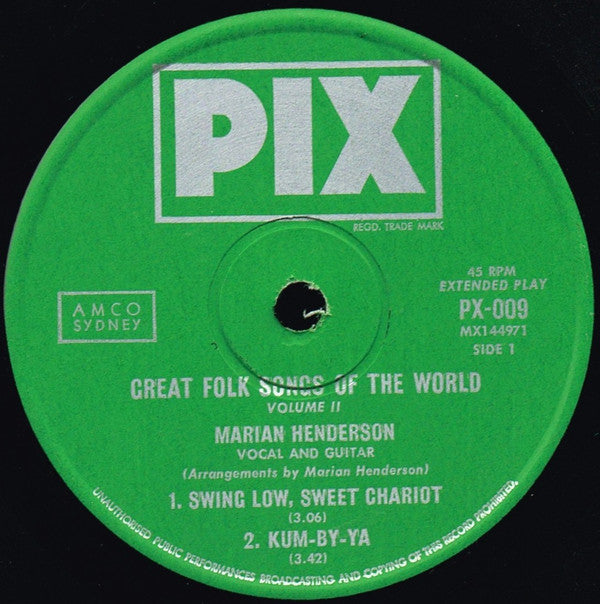 PIX
REGD. TRADE MARK
AMCO
SYDNEY
45 RPM
EXTENDED PLAY
PX-009
MX144971
SIDE 1
GREAT FOLK SONGS OF THE WORLD
VOLUME II
MARIAN HENDERSON
VOCAL AND GUITAR
(Arrangements by Marian Henderson)
1. SWING LOW, SWEET CHARIOT
(3.06)
2. KUM-BY-YA
(3.42)
UNAUTHORISED PUBLIC PERFORMANCES BROADCASTING AND COPYING OF THIS RECORD PROHIBITED.